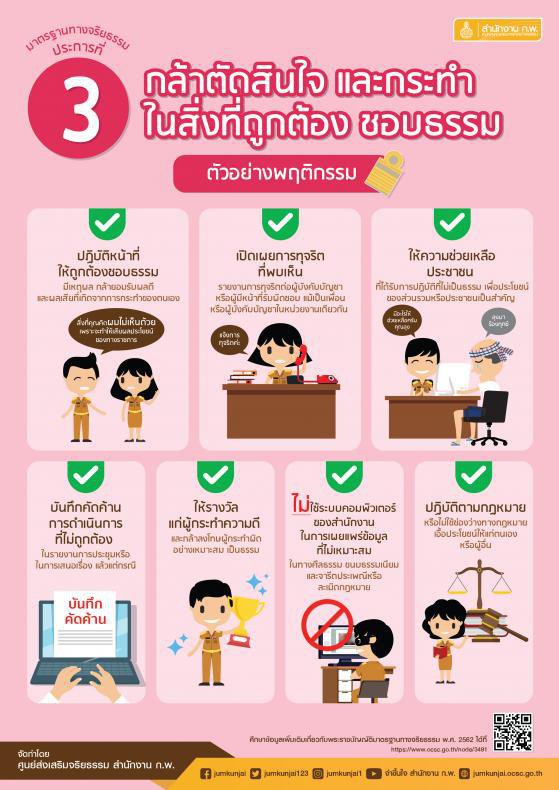 สำนักงาน ก.พ.
มาตรฐานทางจริยธรรม
ประการที่
3
กล้าตัดสินใจ และกระทำ
ในสิ่งที่ถูกต้อง ชอบธรรม
ตัวอย่างพฤติกรรม
ปฏิบัติหน้าที่
ให้ถูกต้องชอบธรรม
มีเหตุผล กล้ายอมรับผลดี
และผลเสียที่เกิดจากการกระทำของตนเอง
สิ่งที่คุณคิดผมไม่เห็นด้วย
เพราะจะทำให้เสียผลประโยชน์
ของทางราชการ
เปิดเผยการทุจริต
ที่พบเห็น
รายงานการทุจริตต่อผู้บังคับบัญชา
หรือผู้มีหน้าที่รับผิดชอบ แม้เป็นเพื่อน
หรือผู้บังคับบัญชาในหน่วยงานเดียวกัน
แจ้งการ
ทุจริตค่ะ
ให้ความช่วยเหลือ
ประชาชน
ที่ได้รับการปฏิบัติที่ไม่เป็นธรรม เพื่อประโยชน์
ของส่วนรวมหรือประชาชนเป็นสำคัญ
มีอะไรให้
ช่วยเหลือครับ
คุณลุง
ลุงมา
ร้องทุกข์
บันทึกคัดค้าน
การดำเนินการ
ที่ไม่ถูกต้อง
ในรายงานการประชุมหรือ
ในการเสนอเรื่อง แล้วแต่กรณี
บันทึก
คัดค้าน
ให้รางวัล
แก่ผู้กระทำความดี
และกล้าลงโทษผู้กระทำผิด
อย่างเหมาะสม เป็นธรรม
ไม่ใช้ระบบคอมพิวเตอร์
ของสำนักงาน
ในการเผยแพร่ข้อมูล
ที่ไม่เหมาะสม
ในทางศีลธรรม ขนบธรรมเนียม
และจารีตประเพณีหรือ
ละเมิดกฎหมาย
ปฏิบัติตามกฎหมาย
หรือไม่ใช้ช่องว่างทางกฎหมาย
เอื้อประโยชน์ให้แก่ตนเอง
หรือผู้อื่น
ศึกษาข้อมูลเพิ่มเติมเกี่ยวกับพระราชบัญญัติมาตรฐานทางจริยธรรม พ.ศ. 2562 ได้ที่
https://www.ocsc.go.th/node/3491
จัดทำโดย
ศูนย์ส่งเสริมจริยธรรม สำนักงาน ก.พ.
jumkunjai
jumkunjai123
jumkunjai1
จำขึ้นใจ สำนักงาน ก.พ.
jumkunjai.ocsc.go.th